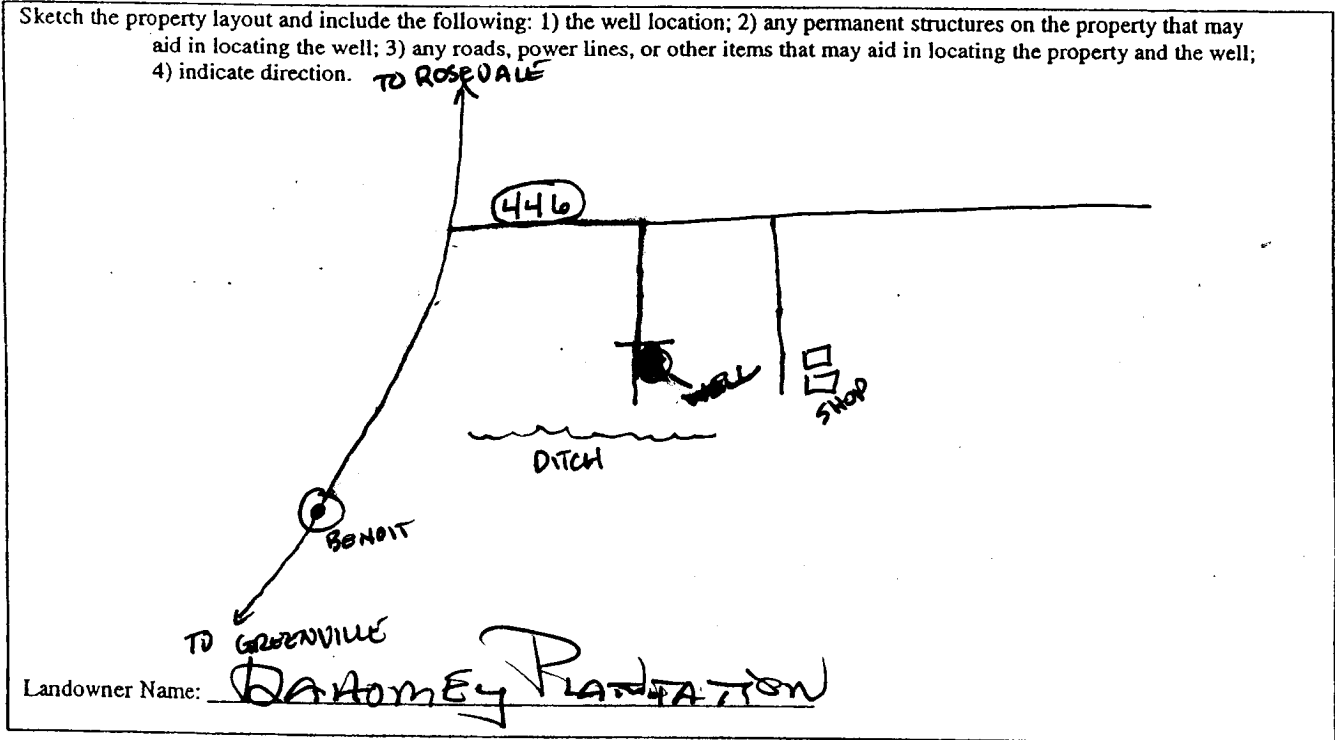 Sketch the property layout and include the following: 1) the well location; 2) any permanent structures on the property that may
aid in locating the well; 3) any roads, power lines, or other items that may aid in locating the property and the well;
4) indicate direction.
TO ROSEDALE
446
WELL
SHOP
DITCH
BENOIT
TO GREENVILLE
Landowner Name: DAHOMEY PLANTATION